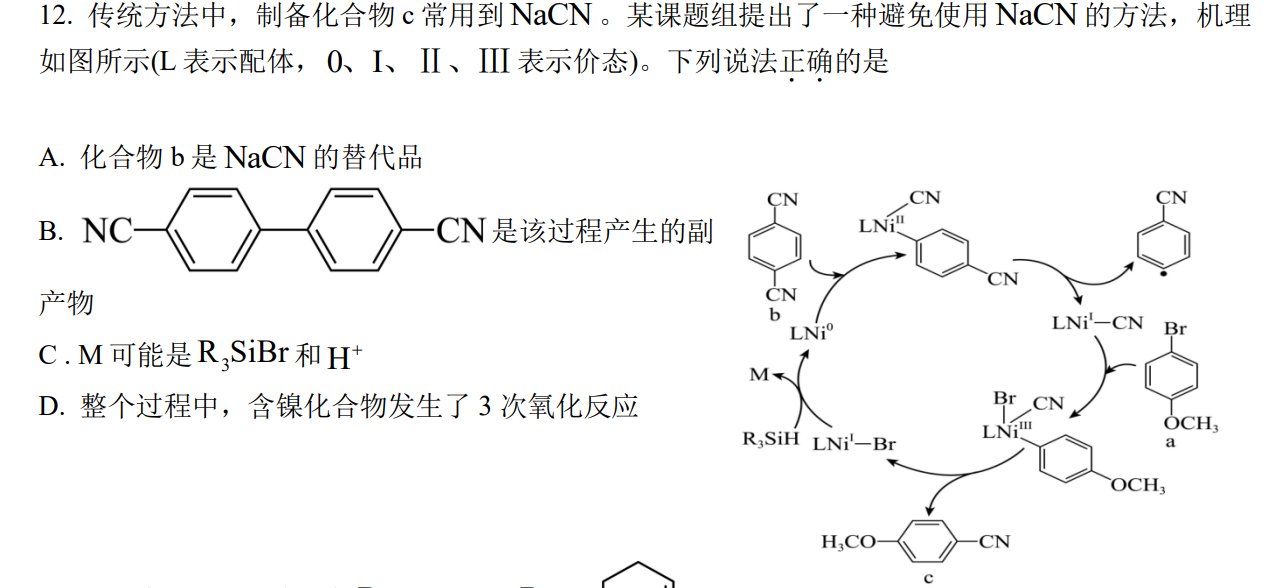 12. 传统方法中，制备化合物 c 常用到 NaCN 。某课题组提出了一种避免使用 NaCN 的方法，机理
如图所示(L 表示配体， 0、I、II、III 表示价态)。下列说法正确的是
A. 化合物 b 是 NaCN 的替代品
B. NC CN 是该过程产生的副
产物
C . M 可能是 R₃SiBr 和 H⁺
D. 整个过程中，含镍化合物发生了 3 次氧化反应
CN
CN
b
LNi⁰
CN
LNiᴵᴵ
CN
CN
LNiᴵ—CN
Br
OCH₃
a
Br
CN
LNiᴵᴵᴵ
OCH₃
M
R₃SiH
LNiᴵ—Br
H₃CO
CN
c